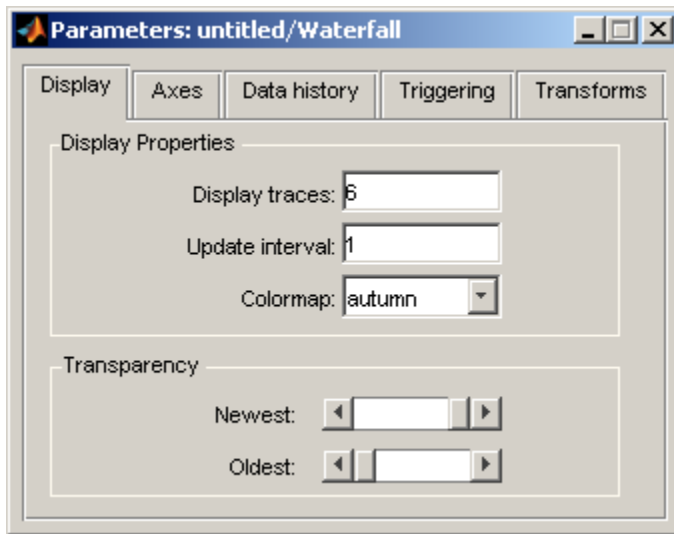 Parameters: untitled/Waterfall
Display Axes Data history Triggering Transforms
Display Properties
Display traces: 6
Update interval: 1
Colormap: autumn
Transparency
Newest:
Oldest: